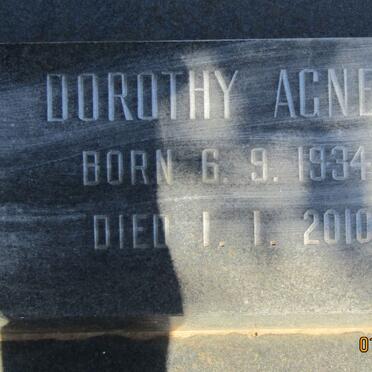 DOROTHY AGNE
BORN 6. 9. 1934
DIED 1. 1. 2010